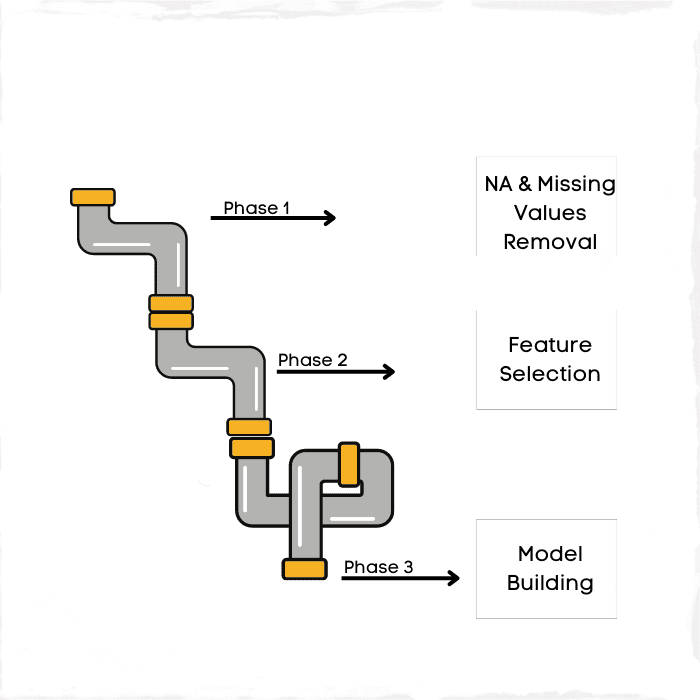 Phase 1
NA & Missing
Values
Removal
Phase 2
Feature
Selection
Phase 3
Model
Building